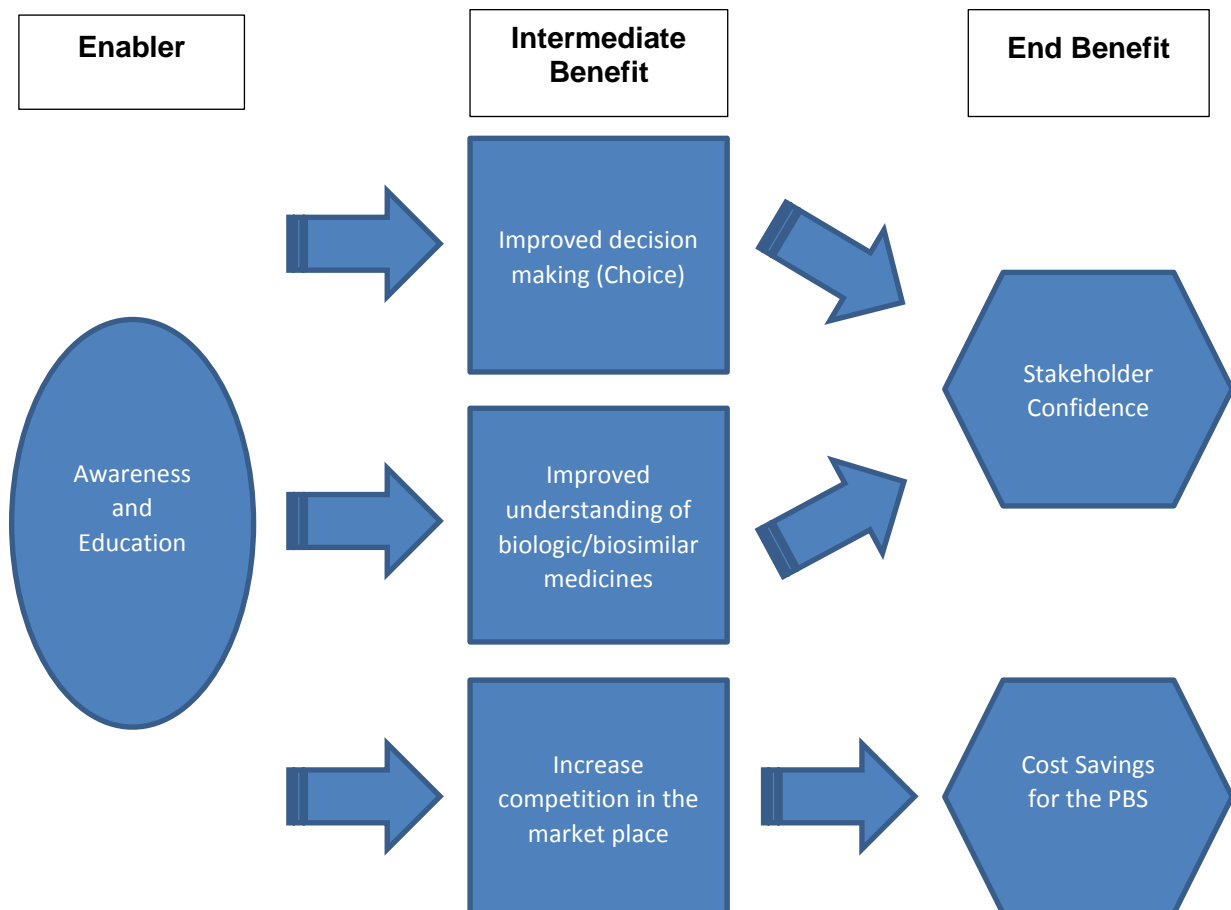 Enabler
Intermediate
Benefit
End Benefit
Improved decision
making (Choice)
Stakeholder
Confidence
Awareness
and
Education
Improved
understanding of
biologic/biosimilar
medicines
Increase
competition in the
market place
Cost Savings
for the PBS